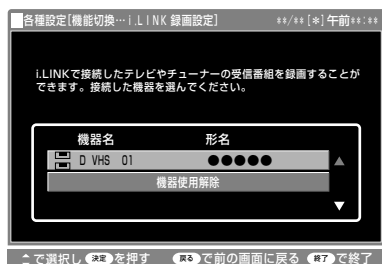 各種設定[機能切換…i.LINK 録画設定] **/**[*]午前**:**
i.LINKで接続したテレビやチューナーの受信番組を録画することが
できます。接続した機器を選んでください。
機器名 形名
D VHS 01 ●●●●●
機器使用解除
で選択し 決定 を押す 戻る で前の画面に戻る 終了 で終了